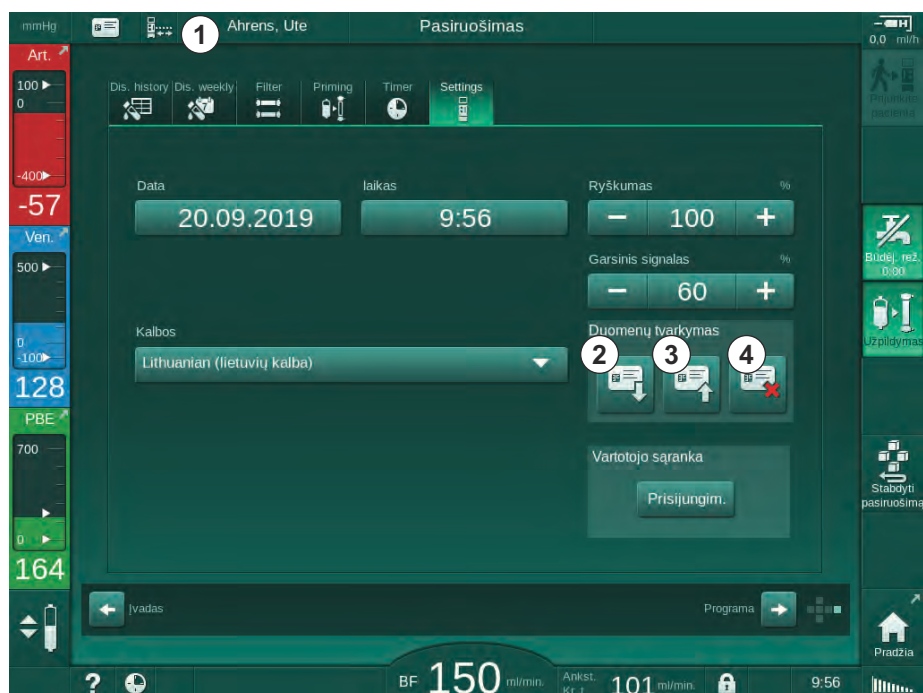 mmHg
1
Ahrens, Ute
Pasiruošimas
0,0 ml/h
Art.
100
0
-400
-57
Ven.
500
0
-100
128
PBE
700
0
164
Dis. history
Dis. weekly
Filter
Priming
Timer
Settings
Data
laikas
Ryškumas
%
20.09.2019
9:56
−
100
+
Garsinis signalas
%
−
60
+
Kalbos
Lithuanian (lietuvių kalba)
Duomenų tvarkymas
2
3
4
Vartotojo sąranka
Prisijungim.
Įvadas
Programa
Budėj. rež.
0:00
Užpildymas
Stabdyti
pasiruošima
Pradžia
?
BF 150 ml/min.
Ankst.
101 ml/min.
9:56